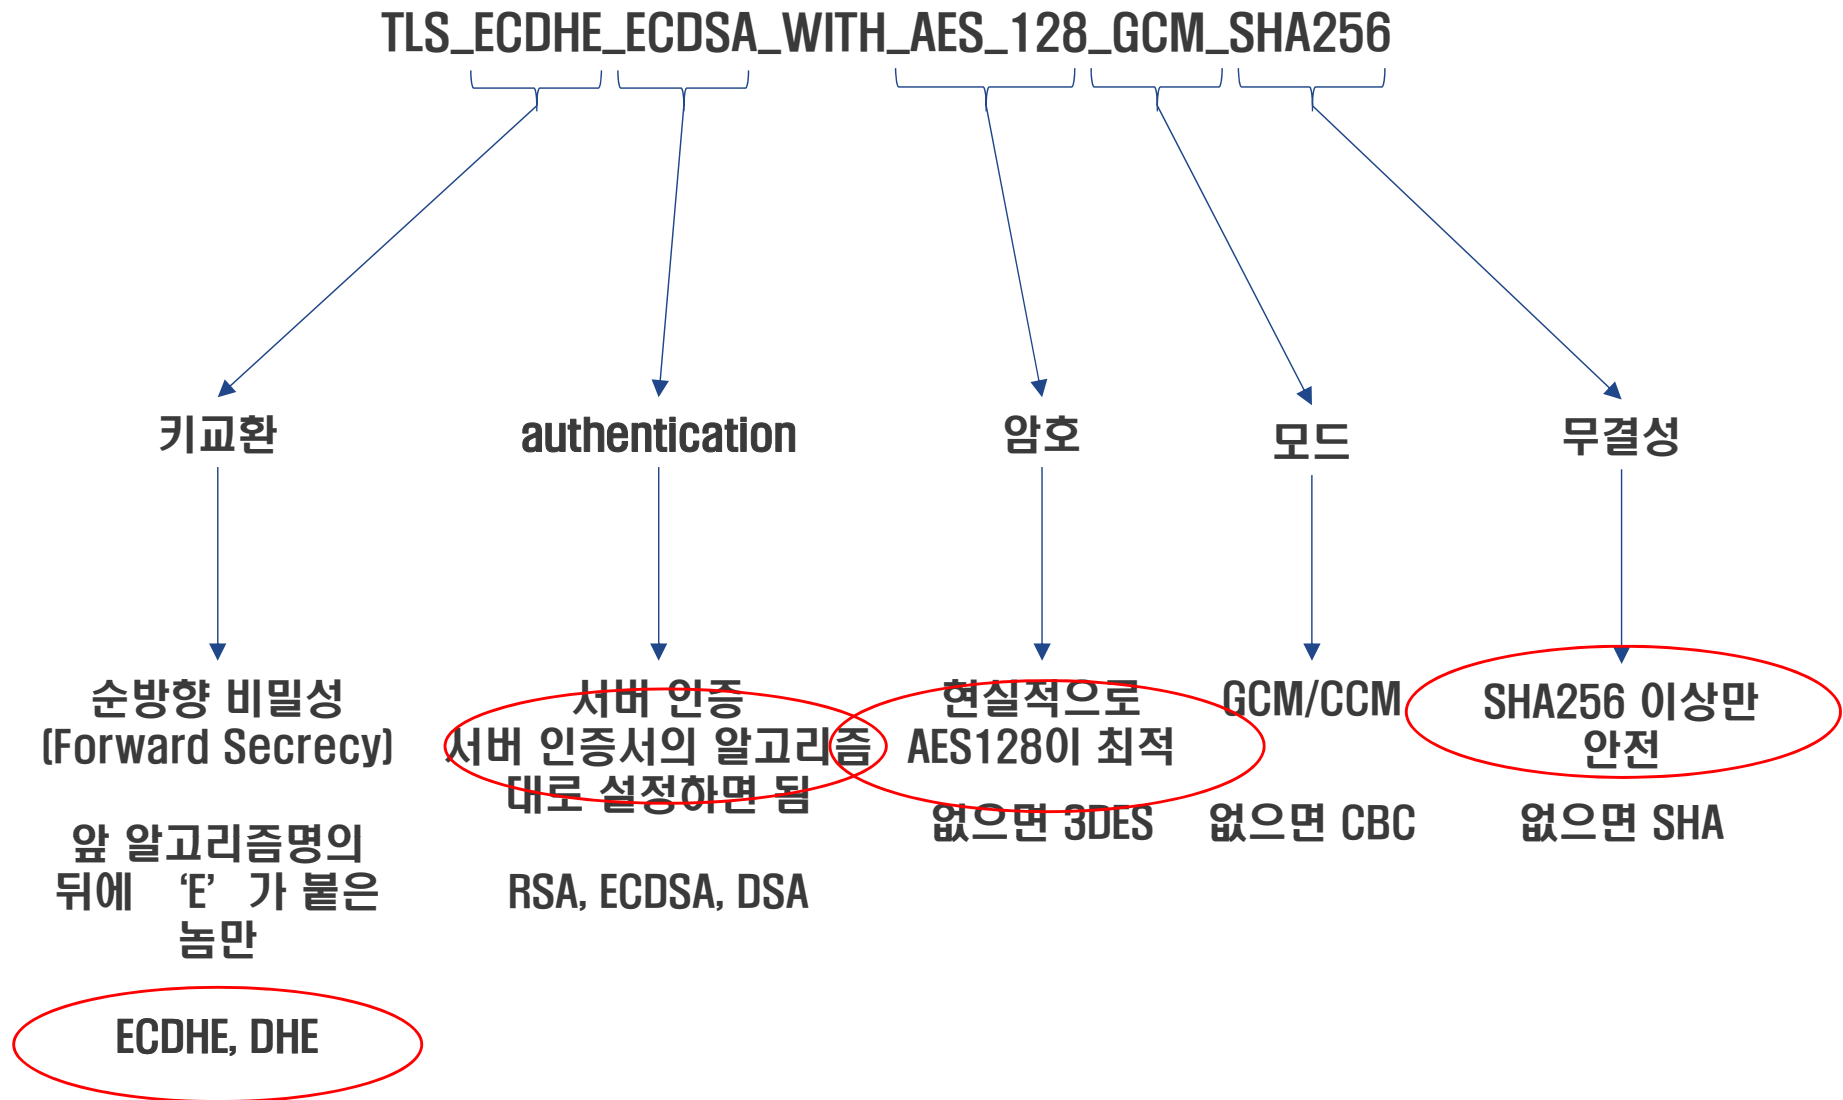 TLS_ECDHE_ECDSA_WITH_AES_128_GCM_SHA256
키교환
authentication
암호
모드
무결성
순방향 비밀성
(Forward Secrecy)
앞 알고리즘명의
뒤에 ‘E’ 가 붙은
놈만
ECDHE, DHE
서버 인증
서버 인증서의 알고리즘
대로 설정하면 됨
RSA, ECDSA, DSA
현실적으로
AES128이 최적
없으면 3DES
GCM/CCM
없으면 CBC
SHA256 이상만
안전
없으면 SHA